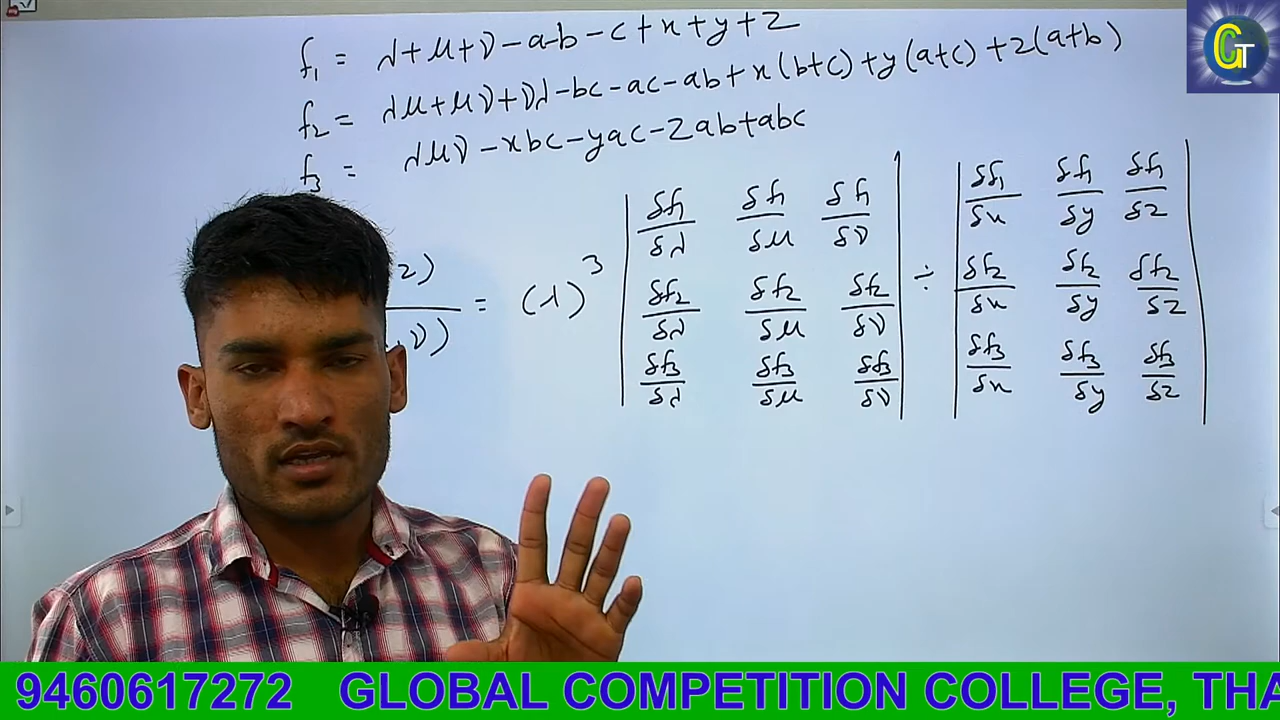 f₁ = λ+μ+ν-a-b-c+x+y+z
f₂ = λμ+μν+νλ-bc-ac-ab+x(b+c)+y(a+c)+z(a+b)
f₃ = λμν-xbc-yac-zab+abc
z) / ,ν) = (λ)³ | δf₁/δλ δf₁/δμ δf₁/δν | ÷ | δf₁/δx δf₁/δy δf₁/δz |
| δf₂/δλ δf₂/δμ δf₂/δν | | δf₂/δx δf₂/δy δf₂/δz |
| δf₃/δλ δf₃/δμ δf₃/δν | | δf₃/δx δf₃/δy δf₃/δz |
GT
9460617272 GLOBAL COMPETITION COLLEGE, THA